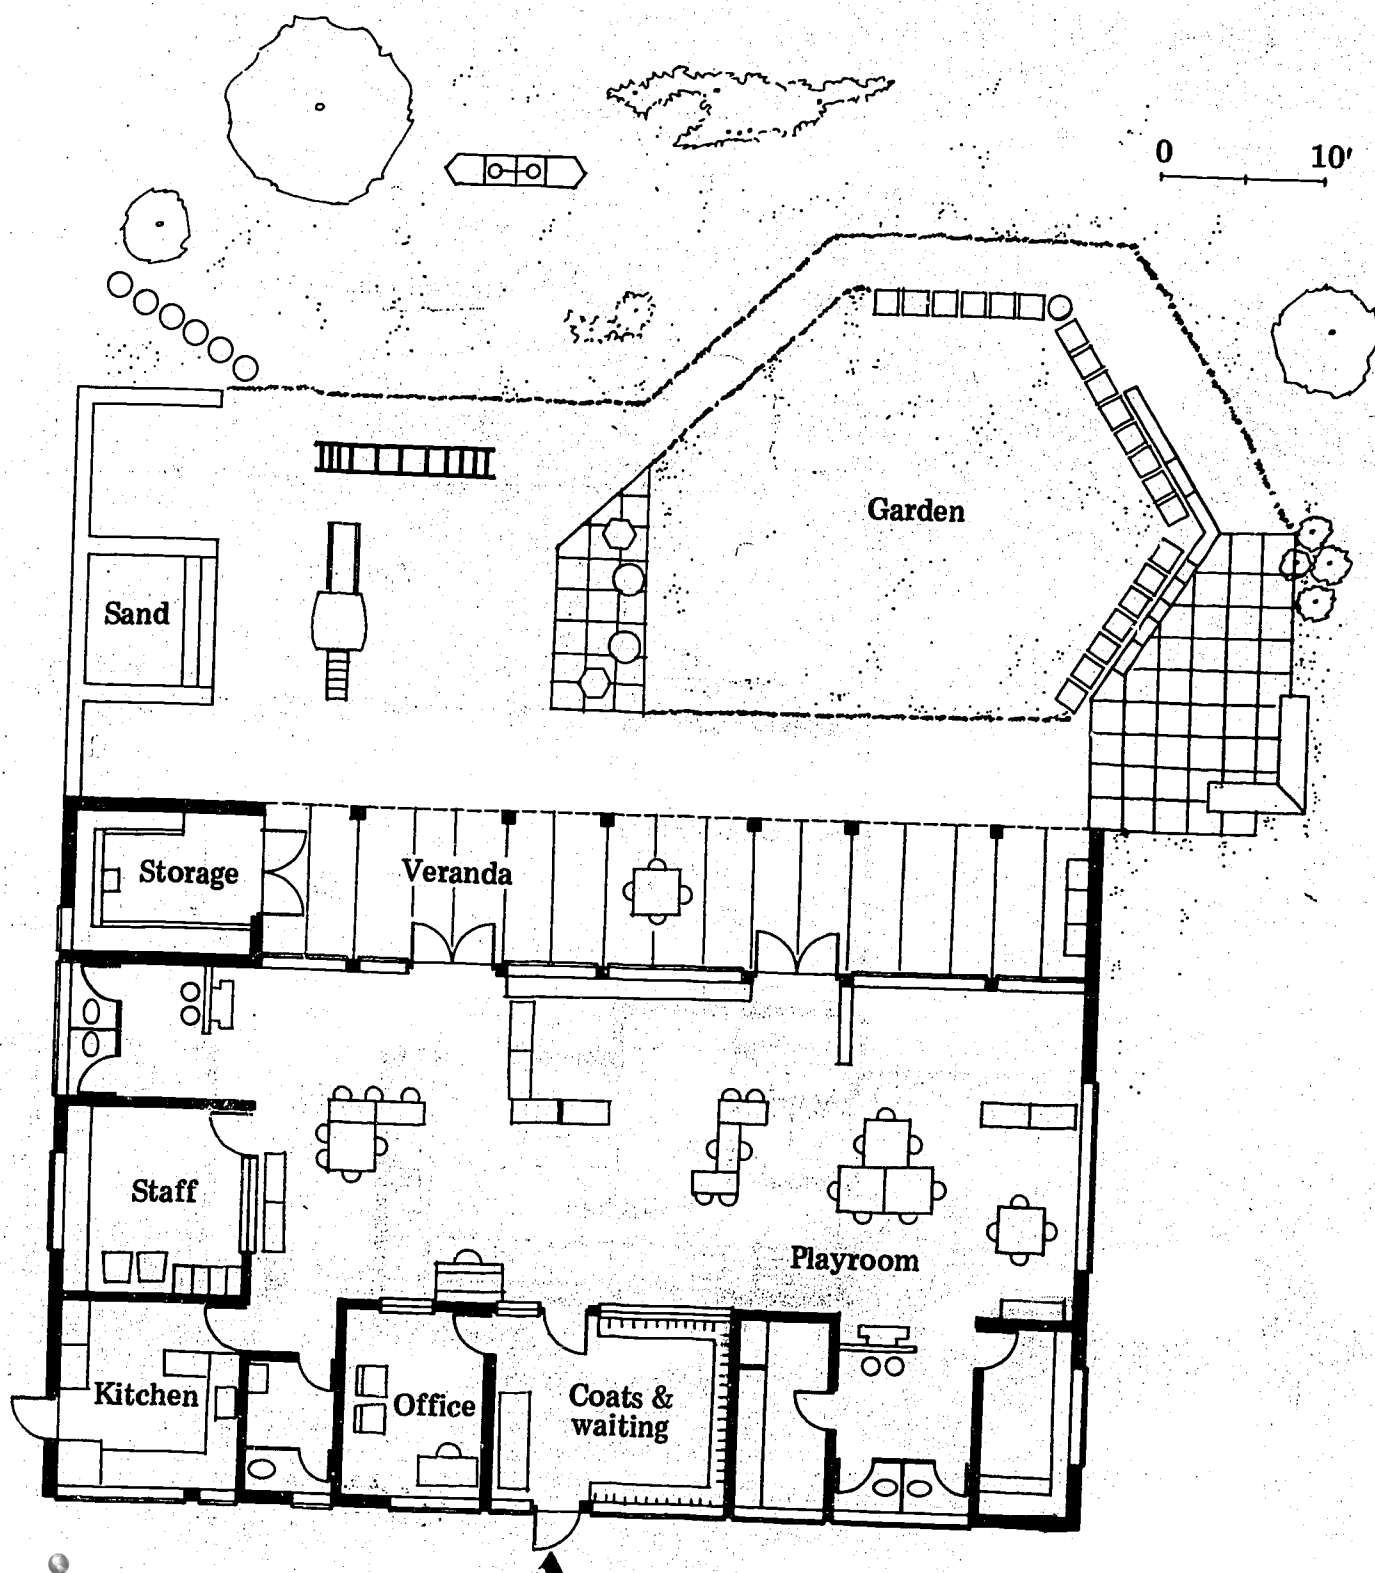 0 10'
Garden
Sand
Storage
Veranda
Staff
Playroom
Kitchen
Office
Coats &
waiting